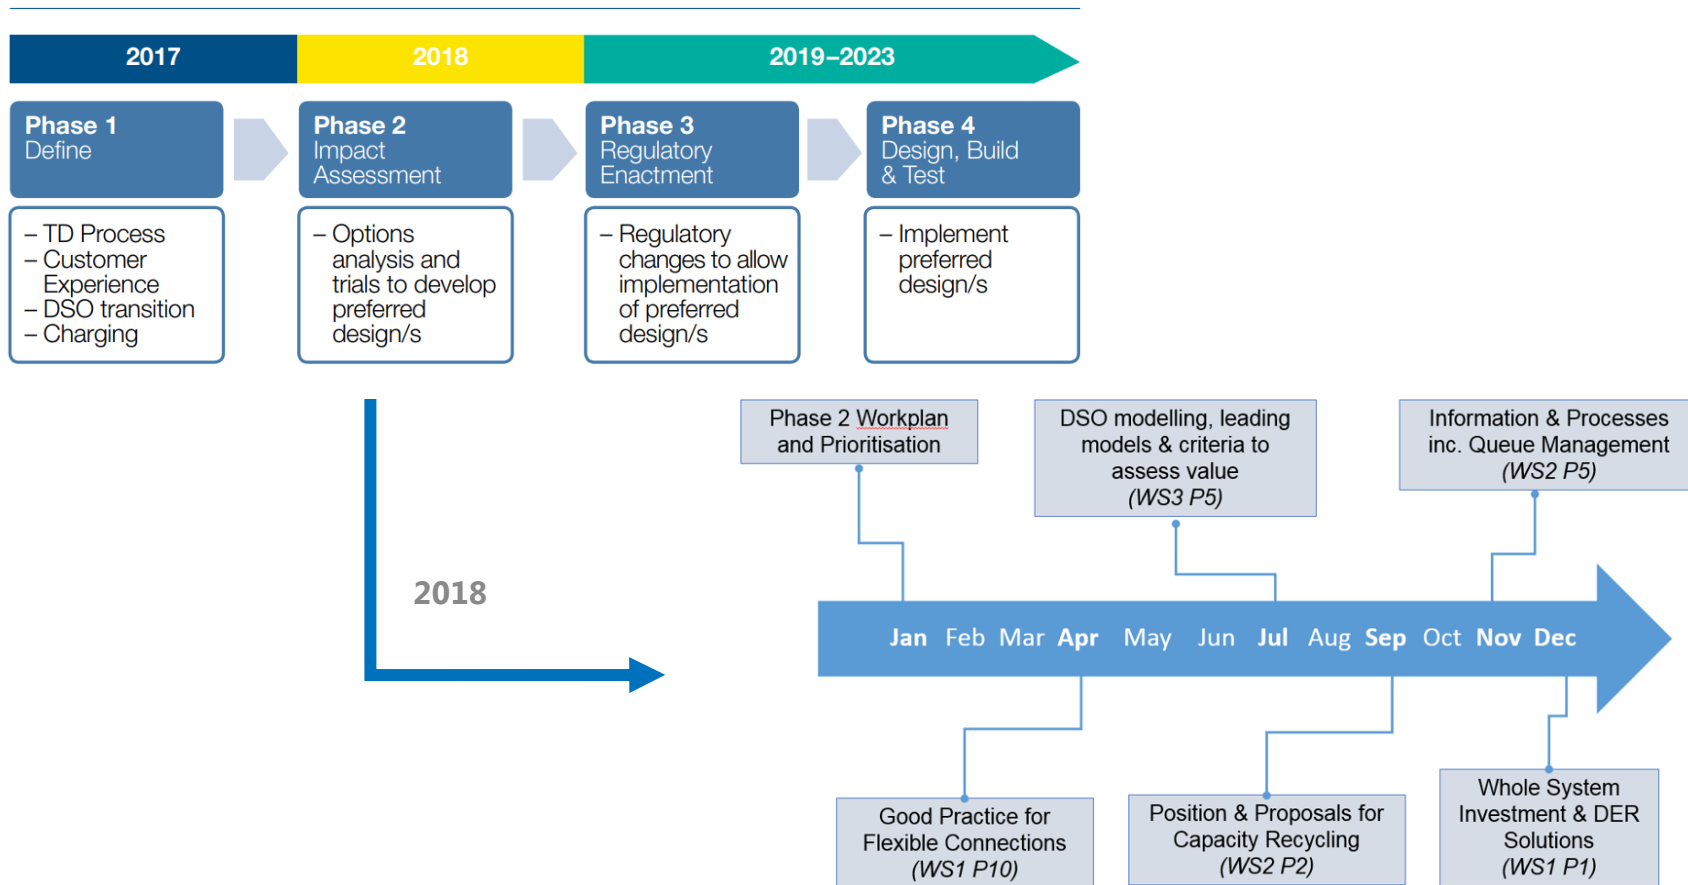 2017
2018
2019–2023
Phase 1
Define
Phase 2
Impact
Assessment
Phase 3
Regulatory
Enactment
Phase 4
Design, Build
& Test
– TD Process
– Customer
Experience
– DSO transition
– Charging
– Options
analysis and
trials to develop
preferred
design/s
– Regulatory
changes to allow
implementation
of preferred
design/s
– Implement
preferred
design/s
2018
Phase 2 Workplan
and Prioritisation
DSO modelling, leading
models & criteria to
assess value
(WS3 P5)
Information & Processes
inc. Queue Management
(WS2 P5)
Jan Feb Mar Apr May Jun Jul Aug Sep Oct Nov Dec
Good Practice for
Flexible Connections
(WS1 P10)
Position & Proposals for
Capacity Recycling
(WS2 P2)
Whole System
Investment & DER
Solutions
(WS1 P1)